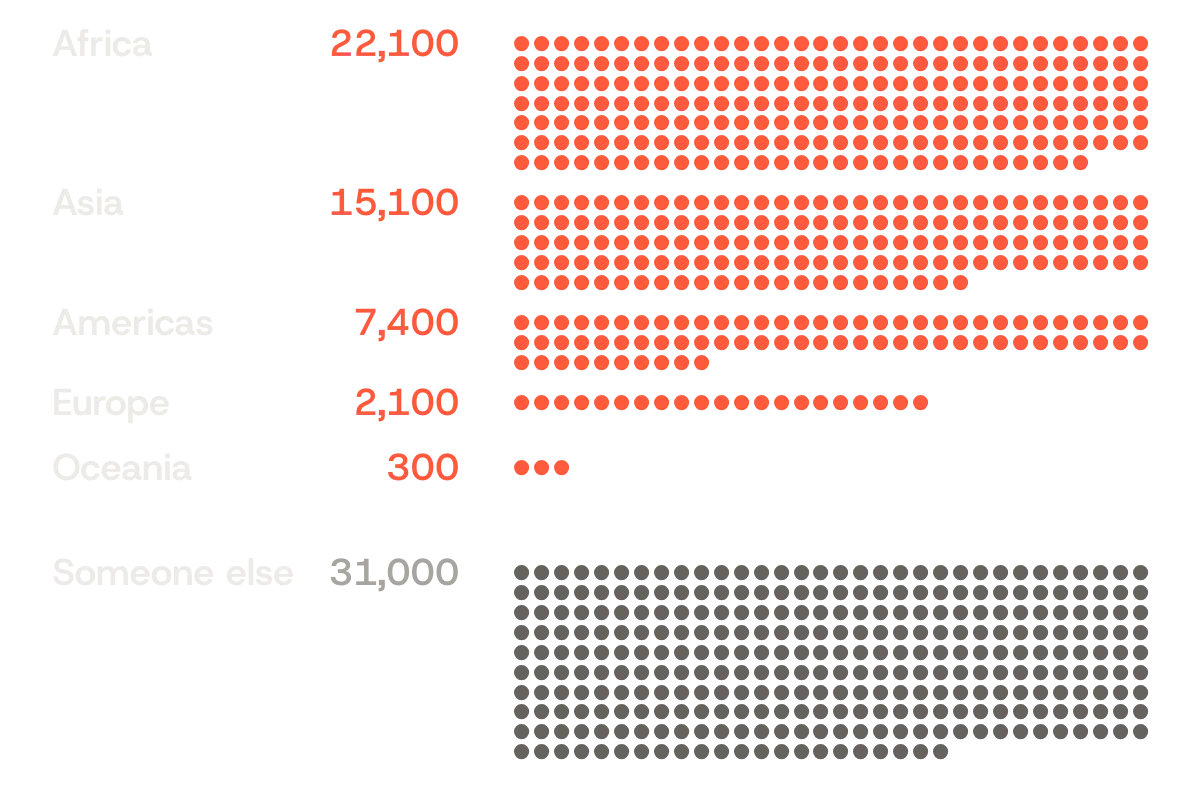 Africa 22,100
Asia 15,100
Americas 7,400
Europe 2,100
Oceania 300
Someone else 31,000